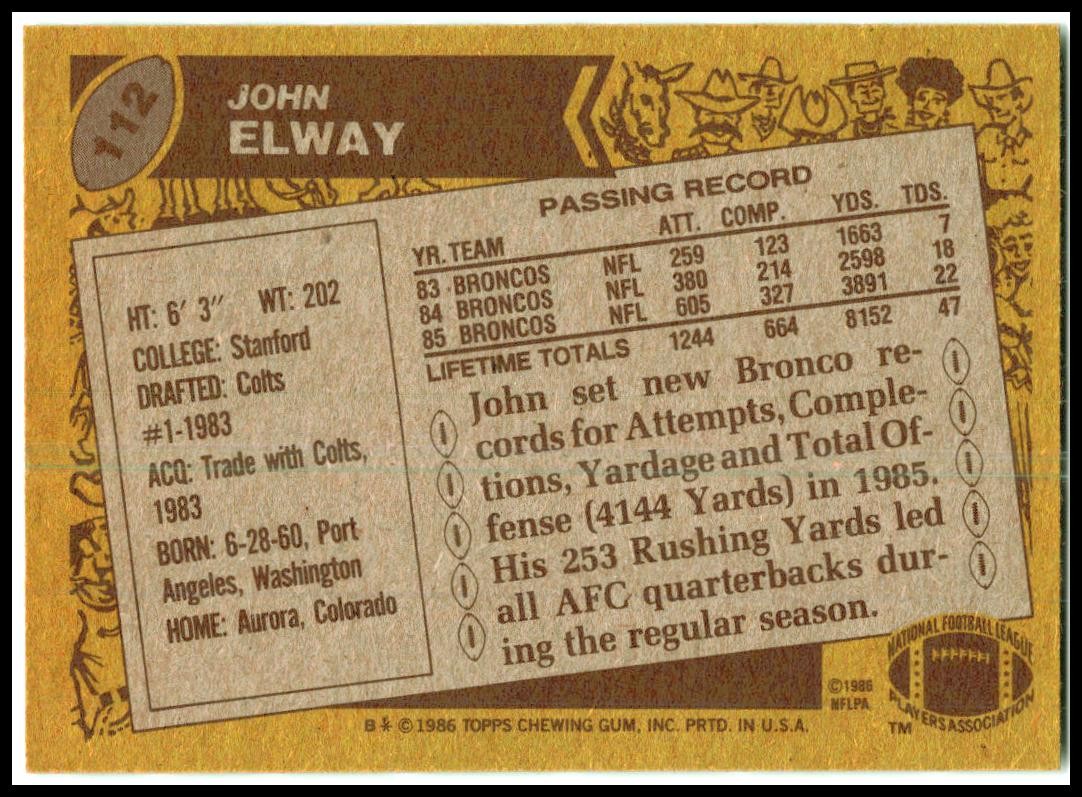 112
JOHN
ELWAY
PASSING RECORD
YR. TEAM ATT. COMP. YDS. TDS.
83 BRONCOS NFL 259 123 1663 7
84 BRONCOS NFL 380 214 2598 18
85 BRONCOS NFL 605 327 3891 22
LIFETIME TOTALS 1244 664 8152 47
HT: 6' 3" WT: 202
COLLEGE: Stanford
DRAFTED: Colts
#1-1983
ACQ: Trade with Colts,
1983
BORN: 6-28-60, Port
Angeles, Washington
HOME: Aurora, Colorado
John set new Bronco re-
cords for Attempts, Comple-
tions, Yardage and Total Of-
fense (4144 Yards) in 1985.
His 253 Rushing Yards led
all AFC quarterbacks dur-
ing the regular season.
NATIONAL FOOTBALL LEAGUE
PLAYERS ASSOCIATION
TM
©1986
NFLPA
B* © 1986 TOPPS CHEWING GUM, INC. PRTD. IN U.S.A.